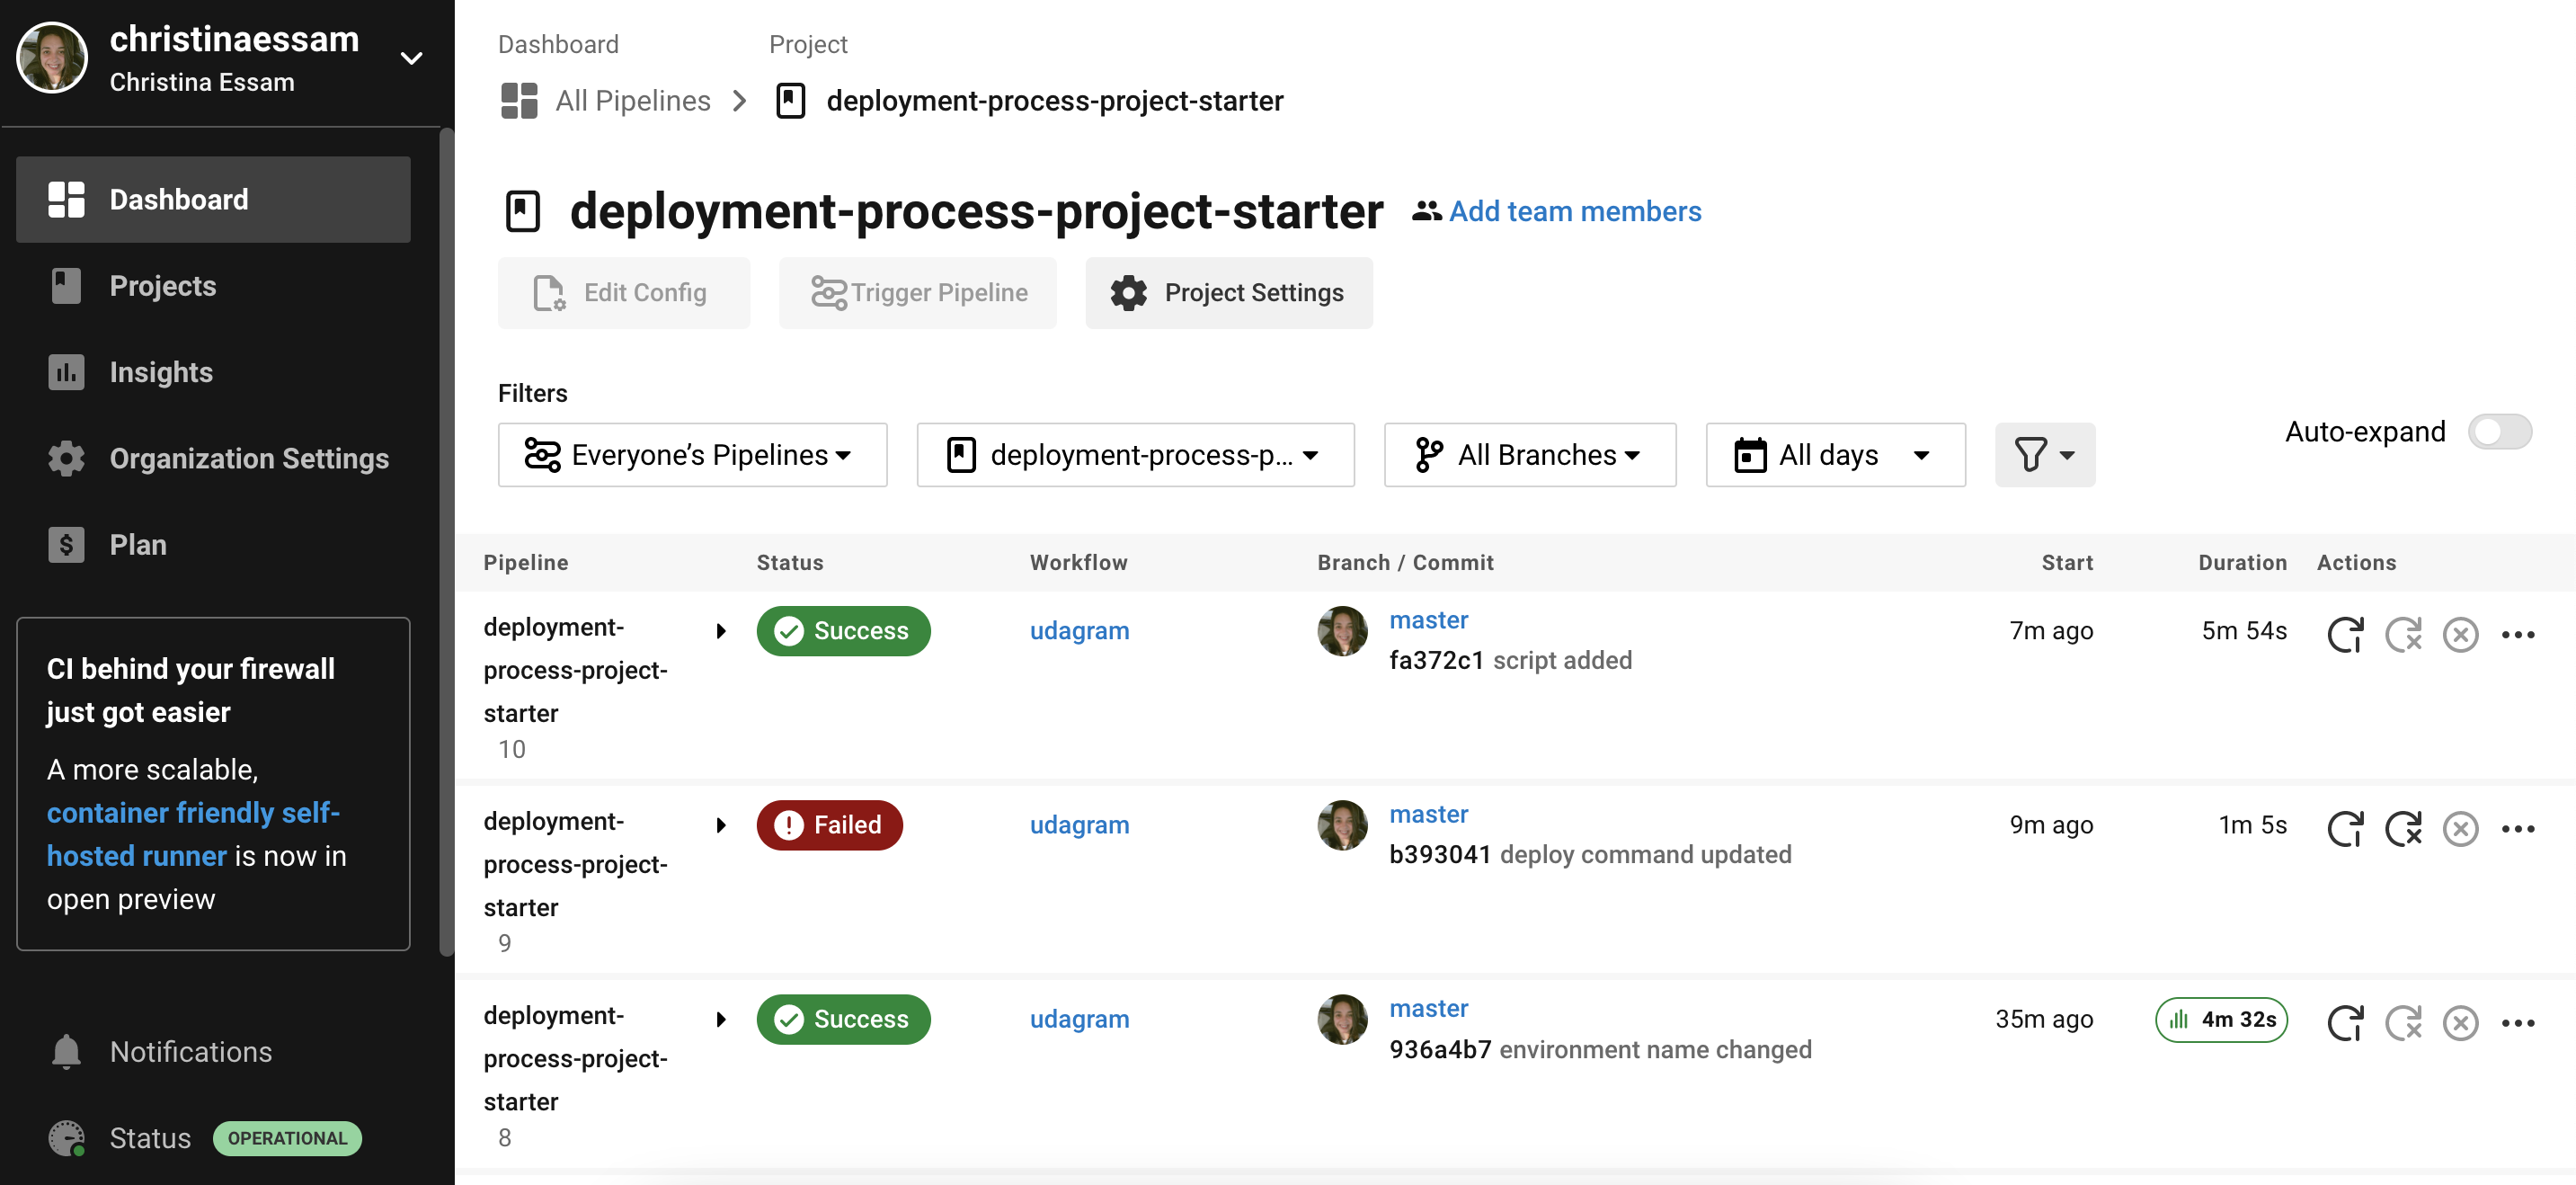 christinaessam
Christina Essam
Dashboard
Projects
Insights
Organization Settings
Plan
CI behind your firewall
just got easier
A more scalable,
container friendly self-
hosted runner is now in
open preview
Notifications
Status OPERATIONAL
Dashboard Project
All Pipelines deployment-process-project-starter
deployment-process-project-starter Add team members
Edit Config Trigger Pipeline Project Settings
Filters
Everyone’s Pipelines deployment-process-p... All Branches All days Auto-expand
Pipeline Status Workflow Branch / Commit Start Duration Actions
deployment-
process-project-
starter
10
Success udagram master 7m ago 5m 54s
fa372c1 script added
deployment-
process-project-
starter
9
Failed udagram master 9m ago 1m 5s
b393041 deploy command updated
deployment-
process-project-
starter
8
Success udagram master 35m ago 4m 32s
936a4b7 environment name changed